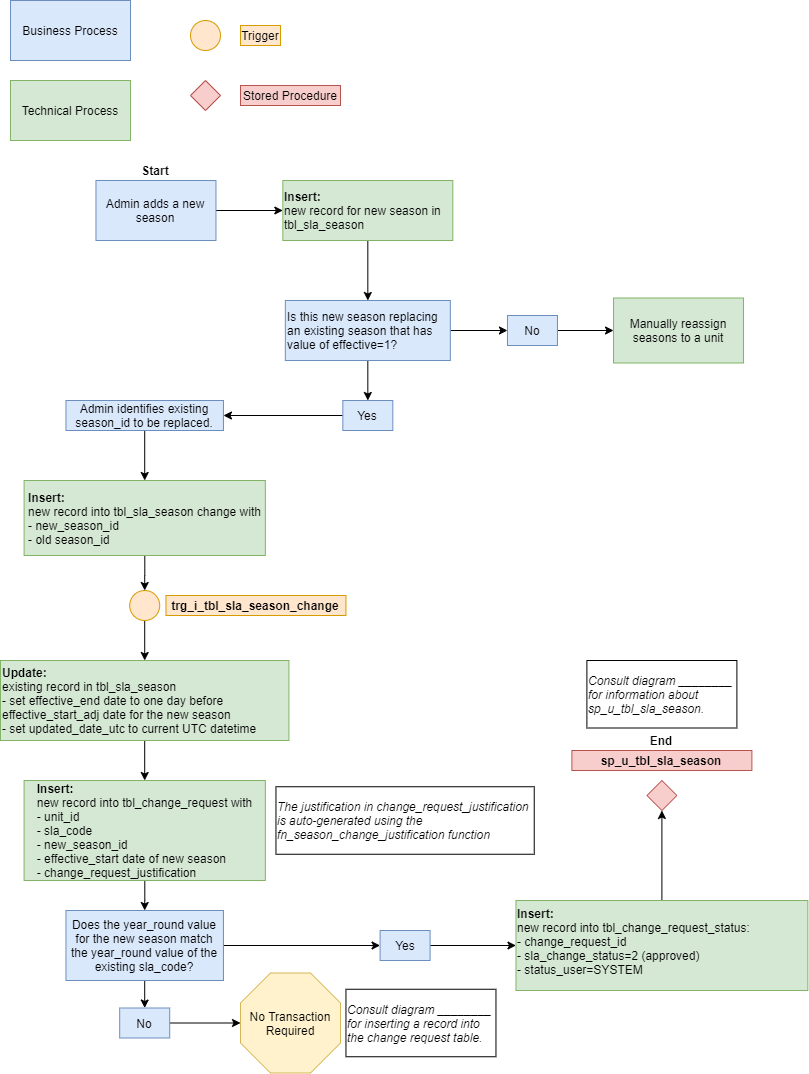 Business Process
Trigger
Technical Process
Stored Procedure
Start
Admin adds a new
season
Insert:
new record for new season in
tbl_sla_season
Is this new season replacing
an existing season that has
value of effective=1?
No
Manually reassign
seasons to a unit
Yes
Admin identifies existing
season_id to be replaced.
Insert:
new record into tbl_sla_season change with
- new_season_id
- old season_id
trg_i_tbl_sla_season_change
Update:
existing record in tbl_sla_season
- set effective_end date to one day before
effective_start_adj date for the new season
- set updated_date_utc to current UTC datetime
Consult diagram ________
for information about
sp_u_tbl_sla_season.
End
sp_u_tbl_sla_season
Insert:
new record into tbl_change_request with
- unit_id
- sla_code
- new_season_id
- effective_start date of new season
- change_request_justification
The justification in change_request_justification
is auto-generated using the
fn_season_change_justification function
Does the year_round value
for the new season match
the year_round value of the
existing sla_code?
Yes
Insert:
new record into tbl_change_request_status:
- change_request_id
- sla_change_status=2 (approved)
- status_user=SYSTEM
No
No Transaction
Required
Consult diagram ________
for inserting a record into
the change request table.